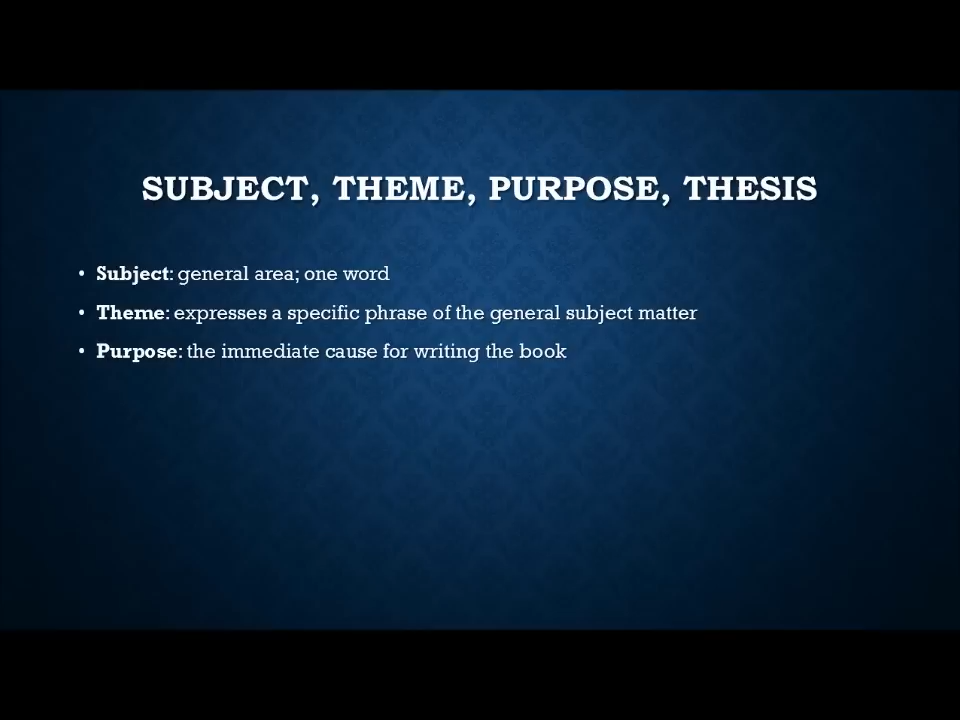 SUBJECT, THEME, PURPOSE, THESIS
• Subject: general area; one word
• Theme: expresses a specific phrase of the general subject matter
• Purpose: the immediate cause for writing the book